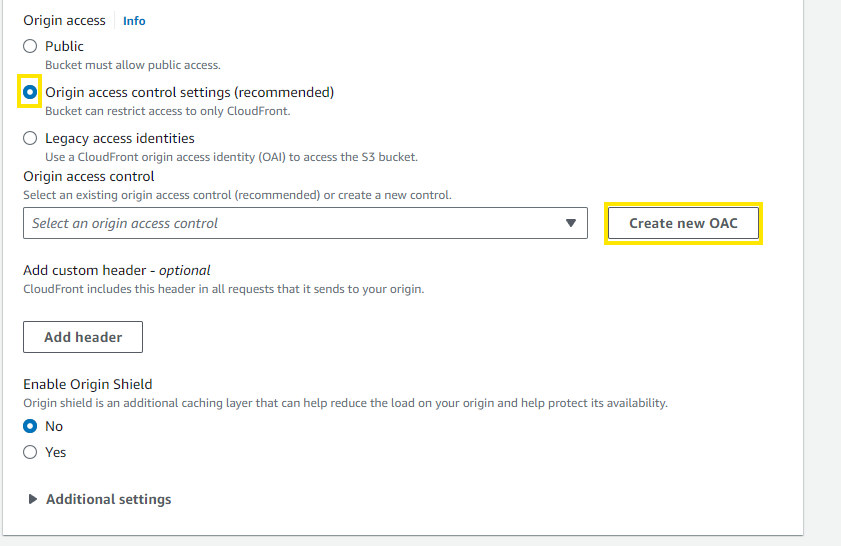 Origin access Info
Public
Bucket must allow public access.
Origin access control settings (recommended)
Bucket can restrict access to only CloudFront.
Legacy access identities
Use a CloudFront origin access identity (OAI) to access the S3 bucket.
Origin access control
Select an existing origin access control (recommended) or create a new control.
Select an origin access control
Create new OAC
Add custom header - optional
CloudFront includes this header in all requests that it sends to your origin.
Add header
Enable Origin Shield
Origin shield is an additional caching layer that can help reduce the load on your origin and help protect its availability.
No
Yes
Additional settings